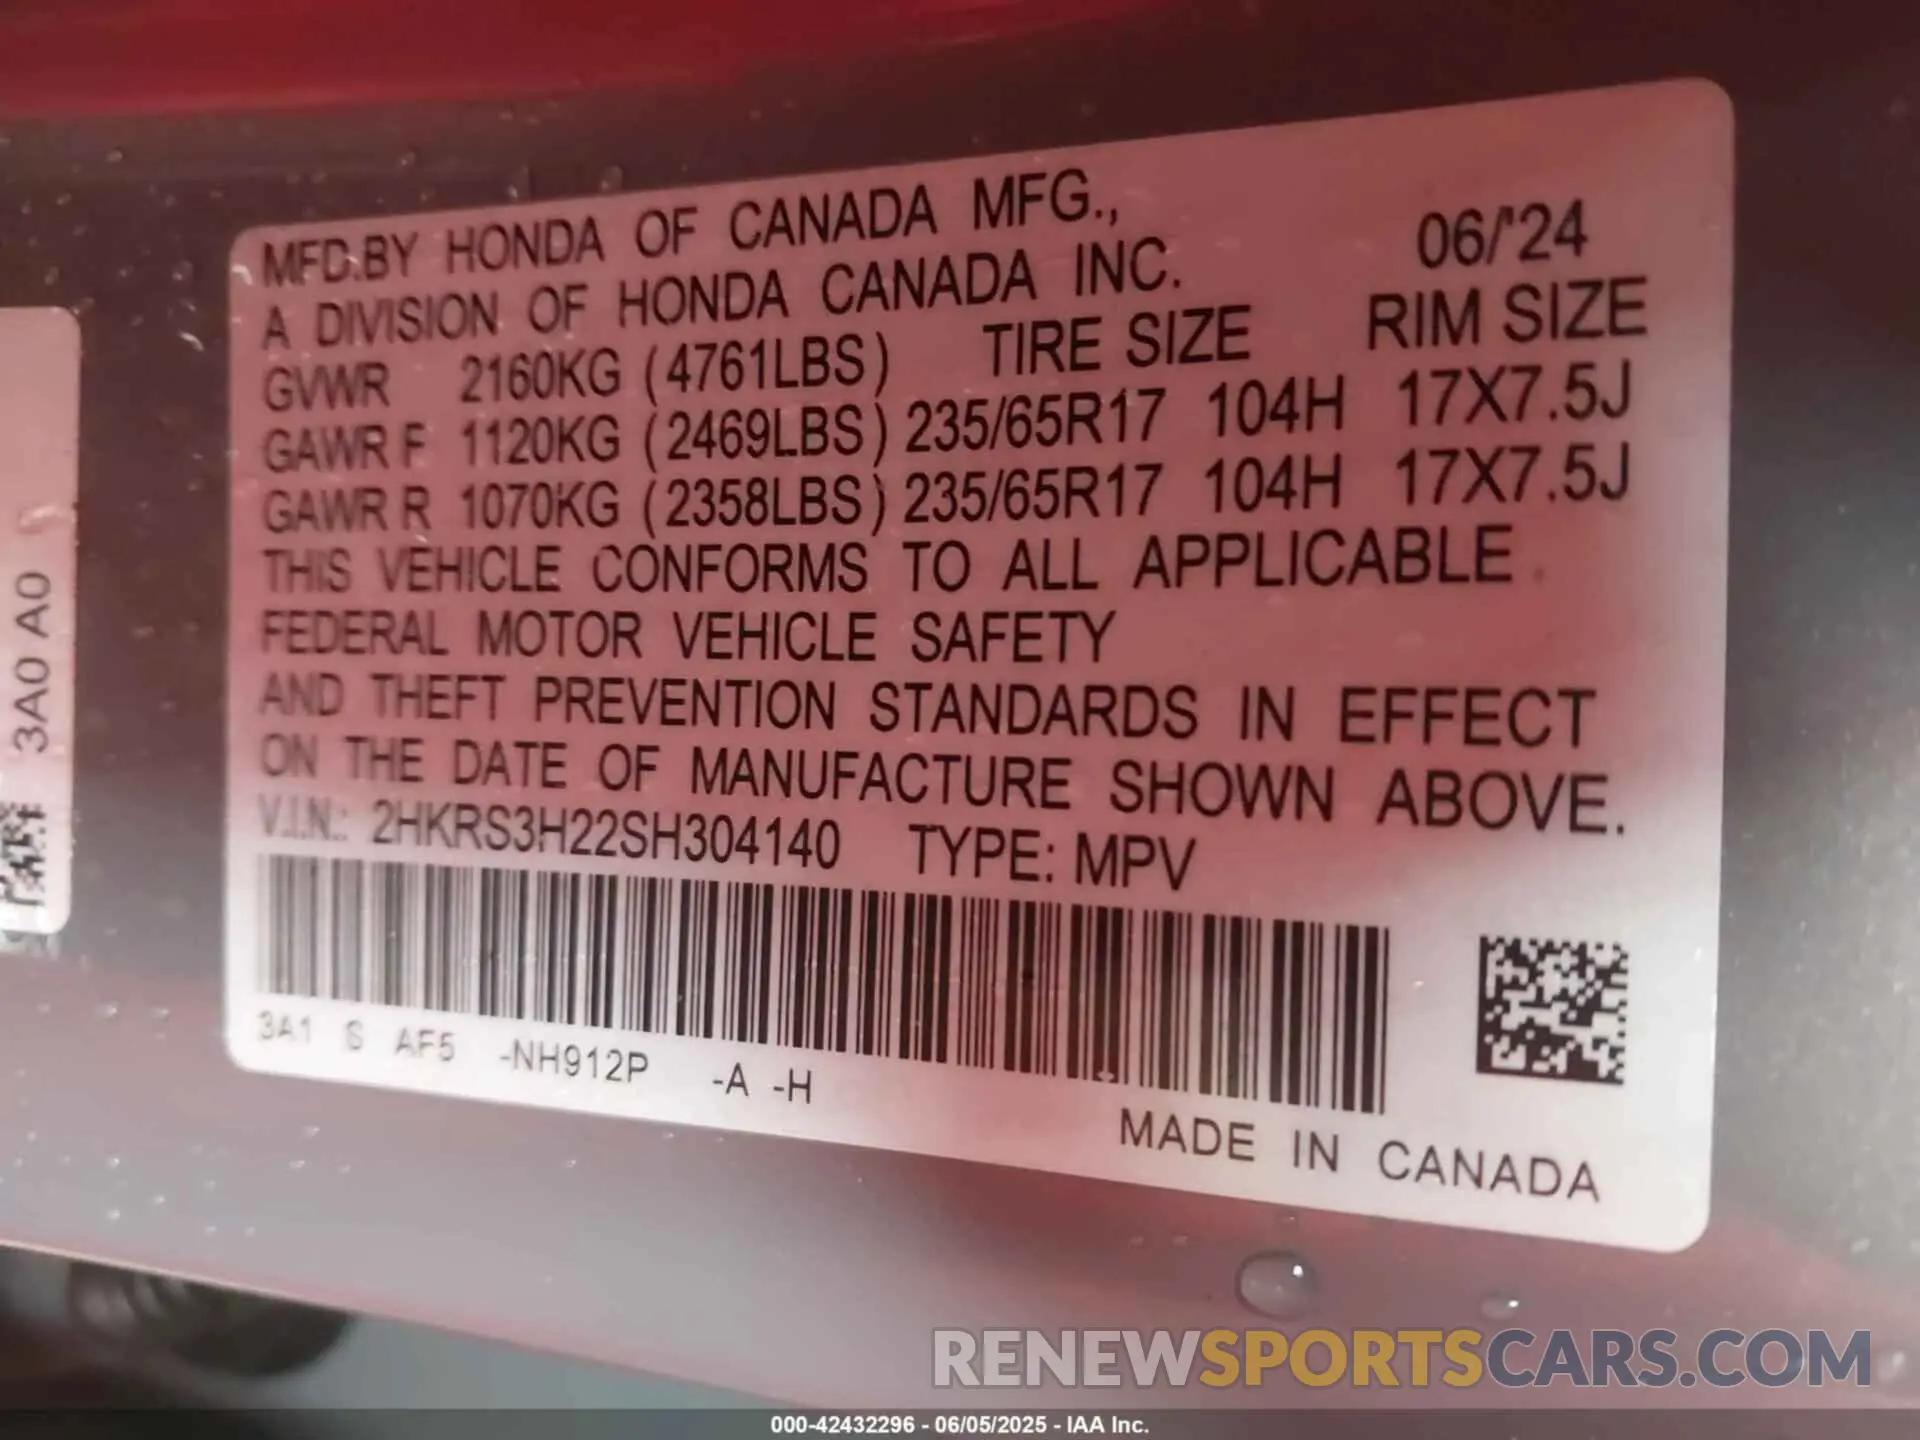 MFD.BY HONDA OF CANADA MFG., 06/'24
A DIVISION OF HONDA CANADA INC.
TIRE SIZE RIM SIZE
GVWR 2160KG (4761LBS)
GAWR F 1120KG (2469LBS) 235/65R17 104H 17X7.5J
GAWR R 1070KG (2358LBS) 235/65R17 104H 17X7.5J
THIS VEHICLE CONFORMS TO ALL APPLICABLE
FEDERAL MOTOR VEHICLE SAFETY
AND THEFT PREVENTION STANDARDS IN EFFECT
ON THE DATE OF MANUFACTURE SHOWN ABOVE.
V.I.N.: 2HKRS3H22SH304140 TYPE: MPV
3A1 S AF5 -NH912P -A -H
MADE IN CANADA
3A0 A0
RENEWSPORTSCARS.COM
000-42432296 - 06/05/2025 - IAA Inc.